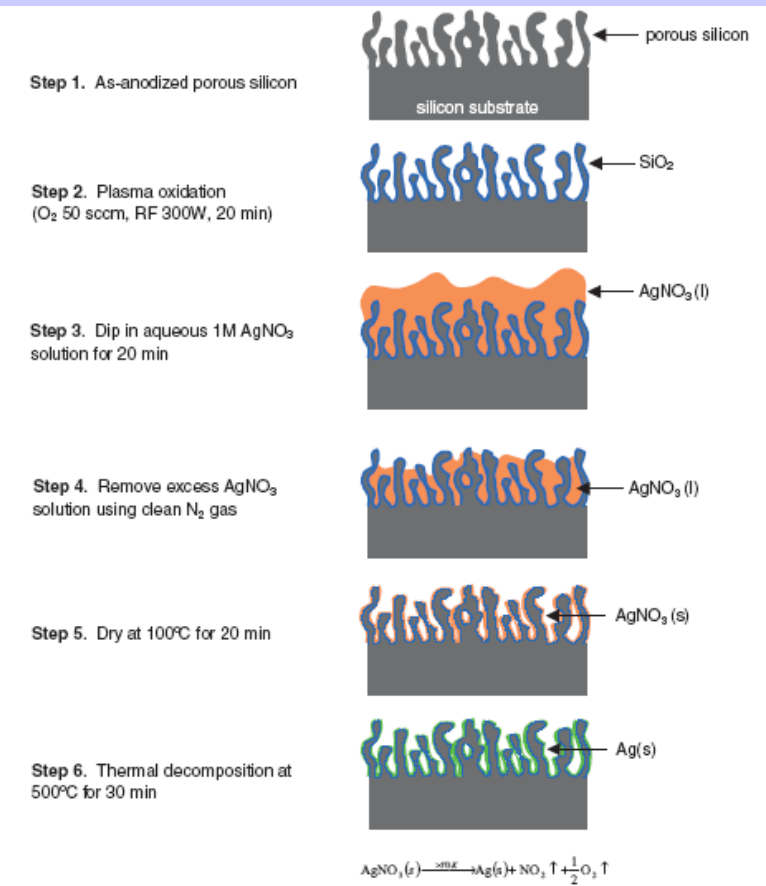 porous silicon
Step 1. As-anodized porous silicon
silicon substrate
SiO₂
Step 2. Plasma oxidation
(O₂ 50 sccm, RF 300W, 20 min)
AgNO₃ (l)
Step 3. Dip in aqueous 1M AgNO₃
solution for 20 min
Step 4. Remove excess AgNO₃
solution using clean N₂ gas
AgNO₃ (l)
AgNO₃ (s)
Step 5. Dry at 100ºC for 20 min
Ag(s)
Step 6. Thermal decomposition at
500ºC for 30 min
AgNO₃(s) → Ag(s) + NO₂ ↑ + ½ O₂ ↑